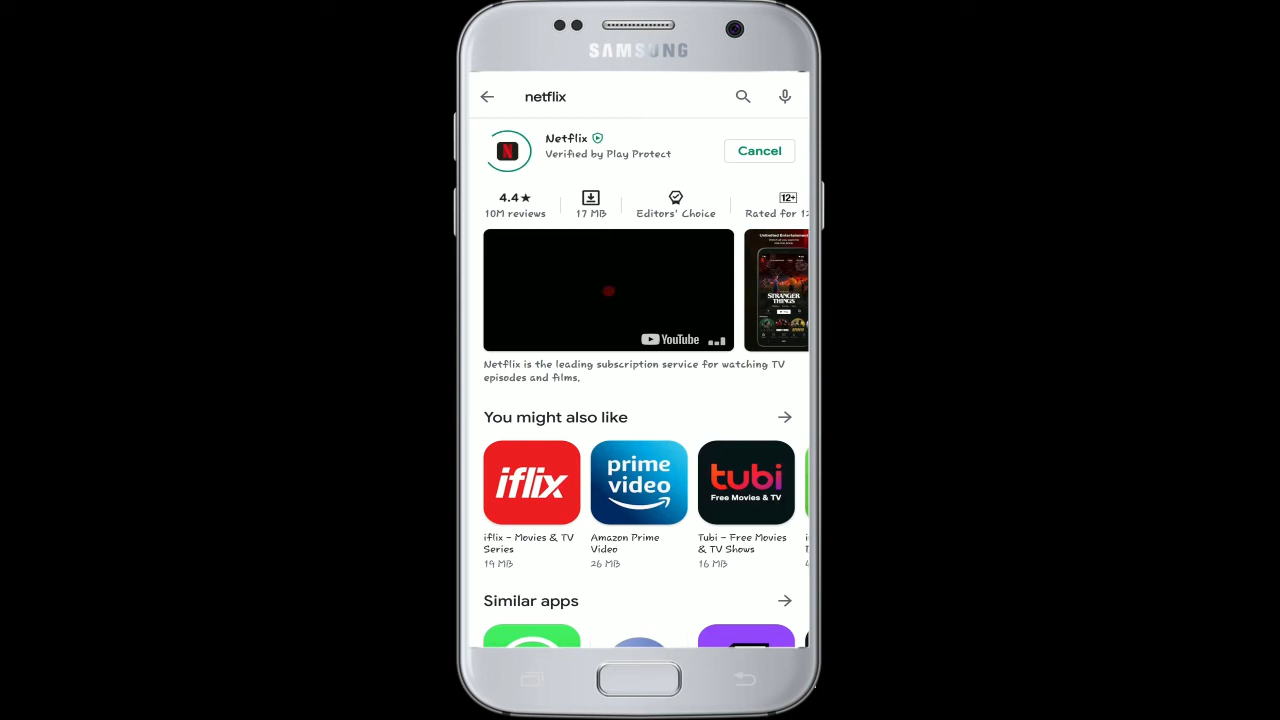 SAMSUNG
netflix
Netflix
Verified by Play Protect
Cancel
4.4★
10M reviews
17 MB
Editors' Choice
12+
Rated for 12
Unlimited Entertainment
STRANGER
THINGS
YouTube
Netflix is the leading subscription service for watching TV
episodes and films.
You might also like
iflix
prime
video
tubi
Free Movies & TV
iflix - Movies & TV
Series
19 MB
Amazon Prime
Video
26 MB
Tubi - Free Movies
& TV Shows
16 MB
Similar apps